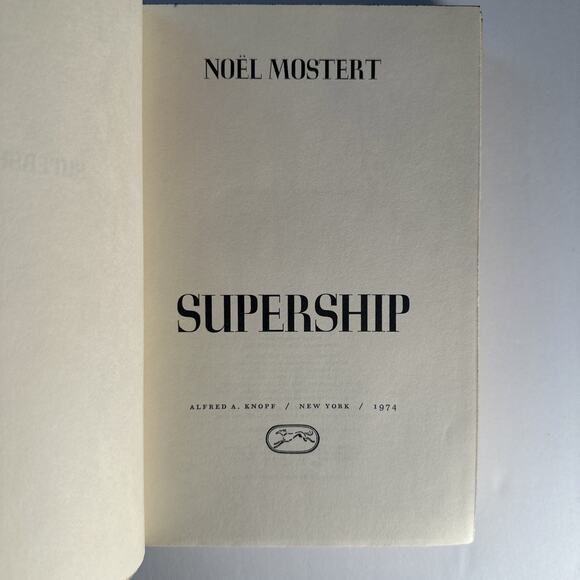 NOËL MOSTERT
SUPERSHIP
ALFRED A. KNOPF / NEW YORK / 1974